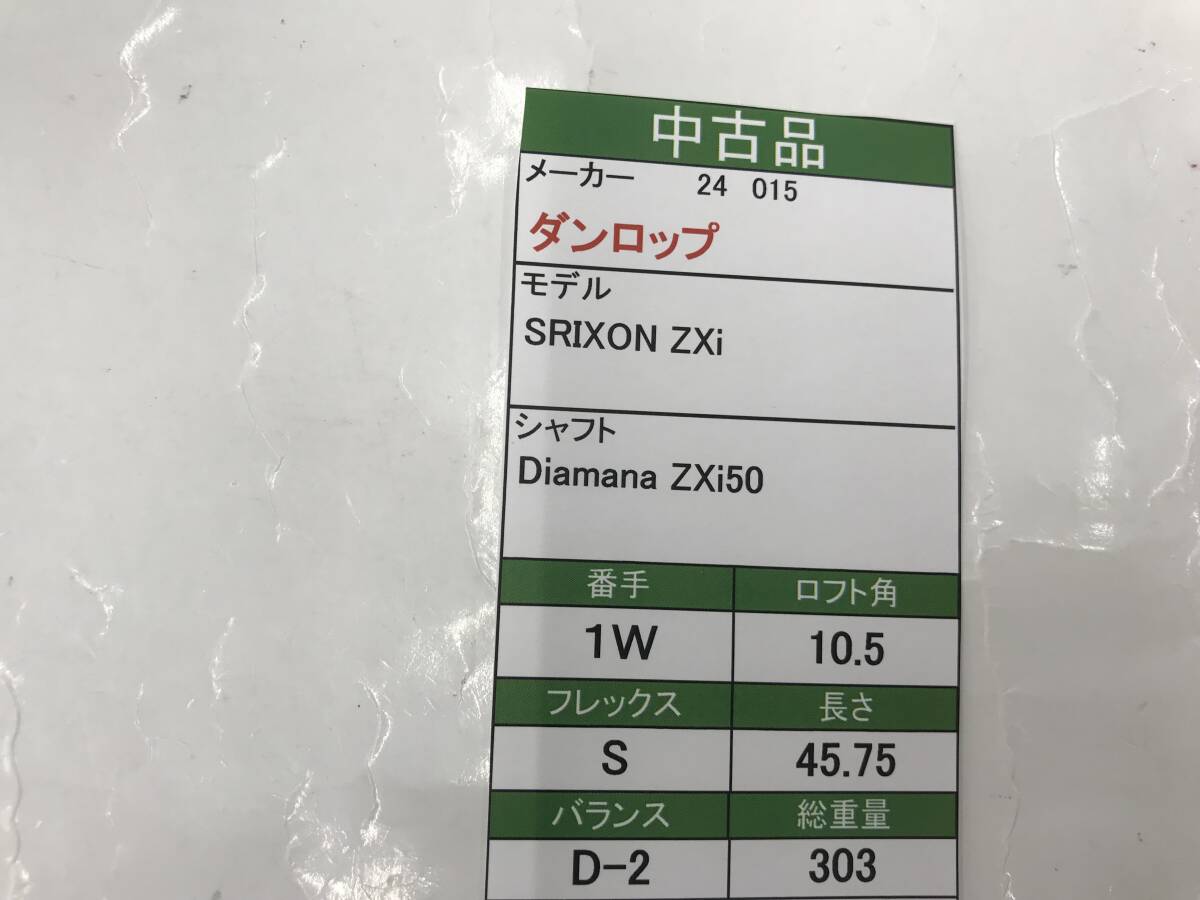 中古品
メーカー 24 015
ダンロップ
モデル
SRIXON ZXi
シャフト
Diamana ZXi50
番手 ロフト角
1W 10.5
フレックス 長さ
S 45.75
バランス 総重量
D-2 303